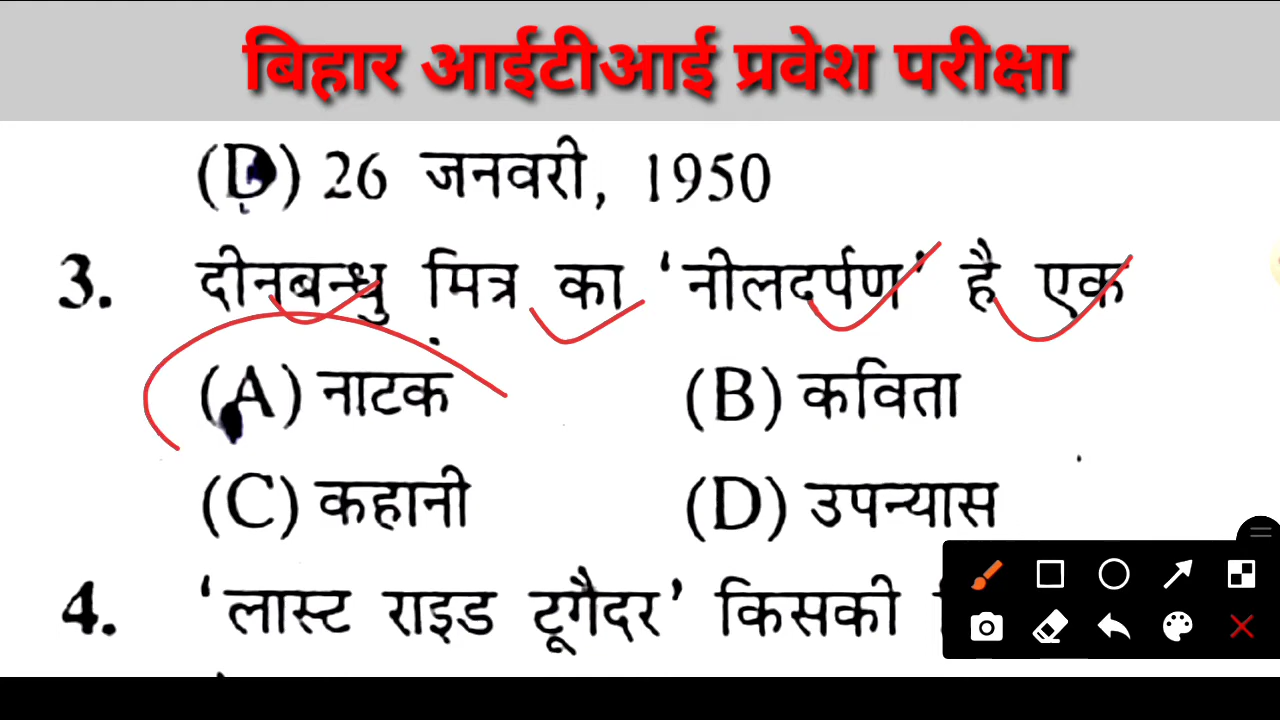 बिहार आईटीआई प्रवेश परीक्षा
(D) 26 जनवरी, 1950
3. दीनबन्धु मित्र का ‘नीलदर्पण’ है एक
(A) नाटक (B) कविता
(C) कहानी (D) उपन्यास
4. ‘लास्ट राइड टूगैदर’ किसकी